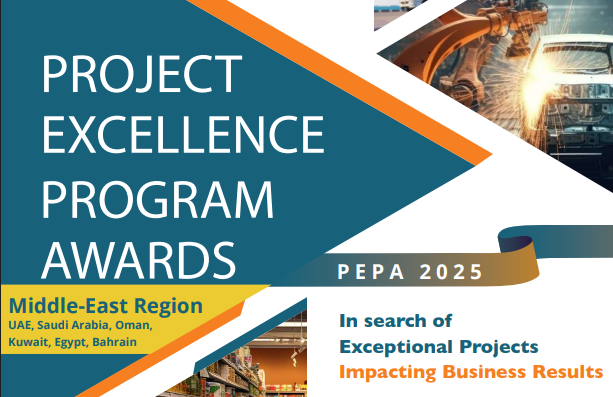 PROJECT
EXCELLENCE
PROGRAM
AWARDS
Middle-East Region
UAE, Saudi Arabia, Oman,
Kuwait, Egypt, Bahrain
PEPA 2025
In search of
Exceptional Projects
Impacting Business Results